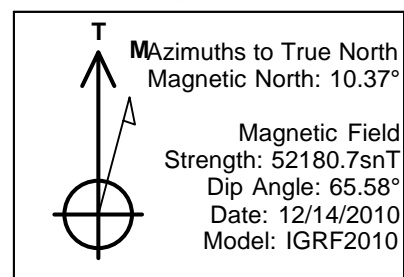 T
M
Azimuths to True North
Magnetic North: 10.37°
Magnetic Field
Strength: 52180.7snT
Dip Angle: 65.58°
Date: 12/14/2010
Model: IGRF2010